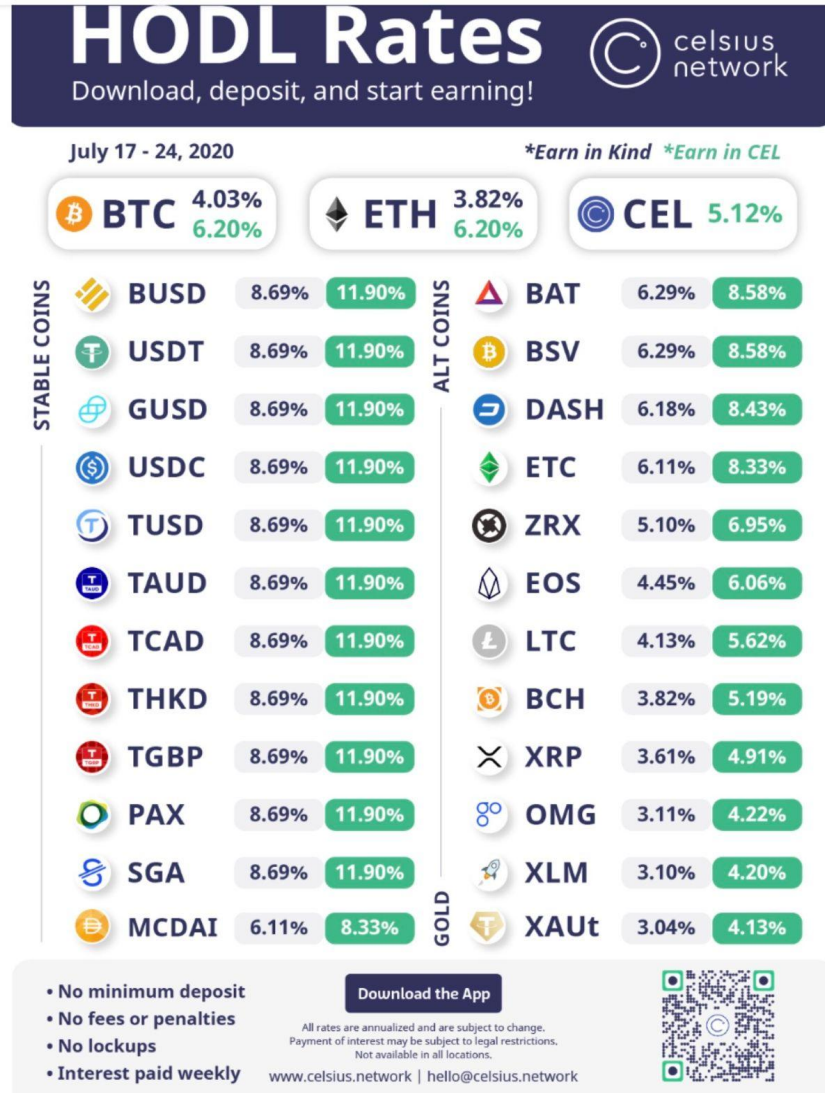 HODL Rates
celsius
network
Download, deposit, and start earning!
July 17 - 24, 2020
*Earn in Kind *Earn in CEL
BTC 4.03% 6.20%
ETH 3.82% 6.20%
CEL 5.12%
STABLE COINS
BUSD 8.69% 11.90%
USDT 8.69% 11.90%
GUSD 8.69% 11.90%
USDC 8.69% 11.90%
TUSD 8.69% 11.90%
TAUD 8.69% 11.90%
TCAD 8.69% 11.90%
THKD 8.69% 11.90%
TGBP 8.69% 11.90%
PAX 8.69% 11.90%
SGA 8.69% 11.90%
MCDAI 6.11% 8.33%
ALT COINS
BAT 6.29% 8.58%
BSV 6.29% 8.58%
DASH 6.18% 8.43%
ETC 6.11% 8.33%
ZRX 5.10% 6.95%
EOS 4.45% 6.06%
LTC 4.13% 5.62%
BCH 3.82% 5.19%
XRP 3.61% 4.91%
OMG 3.11% 4.22%
XLM 3.10% 4.20%
GOLD
XAUt 3.04% 4.13%
• No minimum deposit
• No fees or penalties
• No lockups
• Interest paid weekly
Download the App
All rates are annualized and are subject to change.
Payment of interest may be subject to legal restrictions.
Not available in all locations.
www.celsius.network | hello@celsius.network